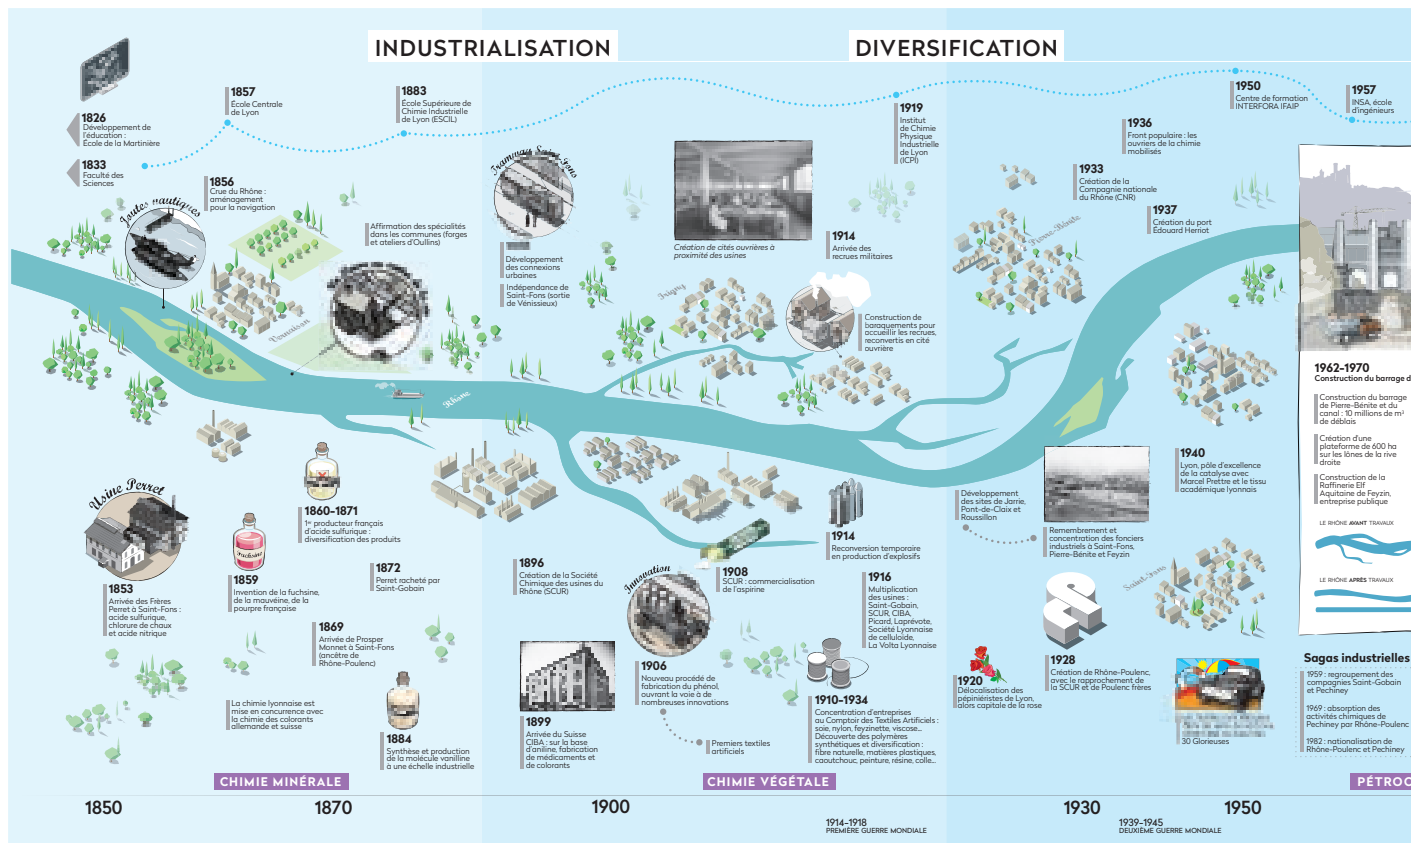 INDUSTRIALISATION
DIVERSIFICATION
1826
Développement de
l'éducation :
École de la Martinière
1833
Faculté des
Sciences
1857
École Centrale
de Lyon
1883
École Supérieure de
Chimie Industrielle
de Lyon (ESCIL)
1919
Institut
de Chimie
Physique
Industrielle
de Lyon
(ICPI)
1950
Centre de formation
INTERFORA IFAIP
1957
INSA, école
d'ingénieurs
1936
Front populaire : les
ouvriers de la chimie
mobilisés
1933
Création de la
Compagnie nationale
du Rhône (CNR)
1937
Création du port
Édouard Herriot
1856
Crue du Rhône :
aménagement
pour la navigation
Joutes nautiques
Affirmation des spécialités
dans les communes (forges
et ateliers d'Oullins)
Tramways Saint-Fons
Développement
des connexions
urbaines
Indépendance de
Saint-Fons (sortie
de Vénissieux)
Création de cités ouvrières à
proximité des usines
1914
Arrivée des
recrues militaires
Construction de
baraquements pour
accueillir les recrues,
reconvertis en cité
ouvrière
Vernaison
Irigny
Pierre-Bénite
Rhône
1962-1970
Construction du barrage d
Construction du barrage
de Pierre-Bénite et du
canal : 10 millions de m³
de déblais
Création d'une
plateforme de 600 ha
sur les lônes de la rive
droite
Construction de la
Raffinerie Elf
Aquitaine de Feyzin,
entreprise publique
LE RHÔNE AVANT TRAVAUX
LE RHÔNE APRÈS TRAVAUX
Usine Perret
1853
Arrivée des Frères
Perret à Saint-Fons :
acide sulfurique,
chlorure de chaux
et acide nitrique
1860-1871
1er producteur français
d'acide sulfurique :
diversification des produits
Fuchsine
1859
Invention de la fuchsine,
de la mauvéine, de la
pourpre française
1872
Perret racheté par
Saint-Gobain
1869
Arrivée de Prosper
Monnet à Saint-Fons
(ancêtre de
Rhône-Poulenc)
La chimie lyonnaise est
mise en concurrence avec
la chimie des colorants
allemande et suisse
1884
Synthèse et production
de la molécule vanilline
à une échelle industrielle
1896
Création de la Société
Chimique des usines du
Rhône (SCUR)
1899
Arrivée du Suisse
CIBA : sur la base
d'aniline, fabrication
de médicaments et
de colorants
Innovation
1906
Nouveau procédé de
fabrication du phénol,
ouvrant la voie à de
nombreuses innovations
Premiers textiles
artificiels
1908
SCUR : commercialisation
de l'aspirine
1914
Reconversion temporaire
en production d'explosifs
1916
Multiplication
des usines :
Saint-Gobain,
SCUR, CIBA,
Picard, Laprévote,
Société Lyonnaise
de celluloïde,
La Volta Lyonnaise
1910-1934
Concentration d'entreprises
au Comptoir des Textiles Artificiels :
soie, nylon, feyzinette, viscose...
Découverte des polymères
synthétiques et diversification :
fibre naturelle, matières plastiques,
caoutchouc, peinture, résine, colle...
Développement
des sites de Jarrie,
Pont-de-Claix et
Roussillon
Remembrement et
concentration des fonciers
industriels à Saint-Fons,
Pierre-Bénite et Feyzin
1940
Lyon, pôle d'excellence
de la catalyse avec
Marcel Prettre et le tissu
académique lyonnais
Saint-Fons
1920
Délocalisation des
pépiniéristes de Lyon,
alors capitale de la rose
1928
Création de Rhône-Poulenc,
avec le rapprochement de
la SCUR et de Poulenc frères
30 Glorieuses
Sagas industrielles
1959 : regroupement des
compagnies Saint-Gobain
et Pechiney
1969 : absorption des
activités chimiques de
Pechiney par Rhône-Poulenc
1982 : nationalisation de
Rhône-Poulenc et Pechiney
CHIMIE MINÉRALE
CHIMIE VÉGÉTALE
PÉTROC
1850
1870
1900
1930
1950
1914-1918
PREMIÈRE GUERRE MONDIALE
1939-1945
DEUXIÈME GUERRE MONDIALE